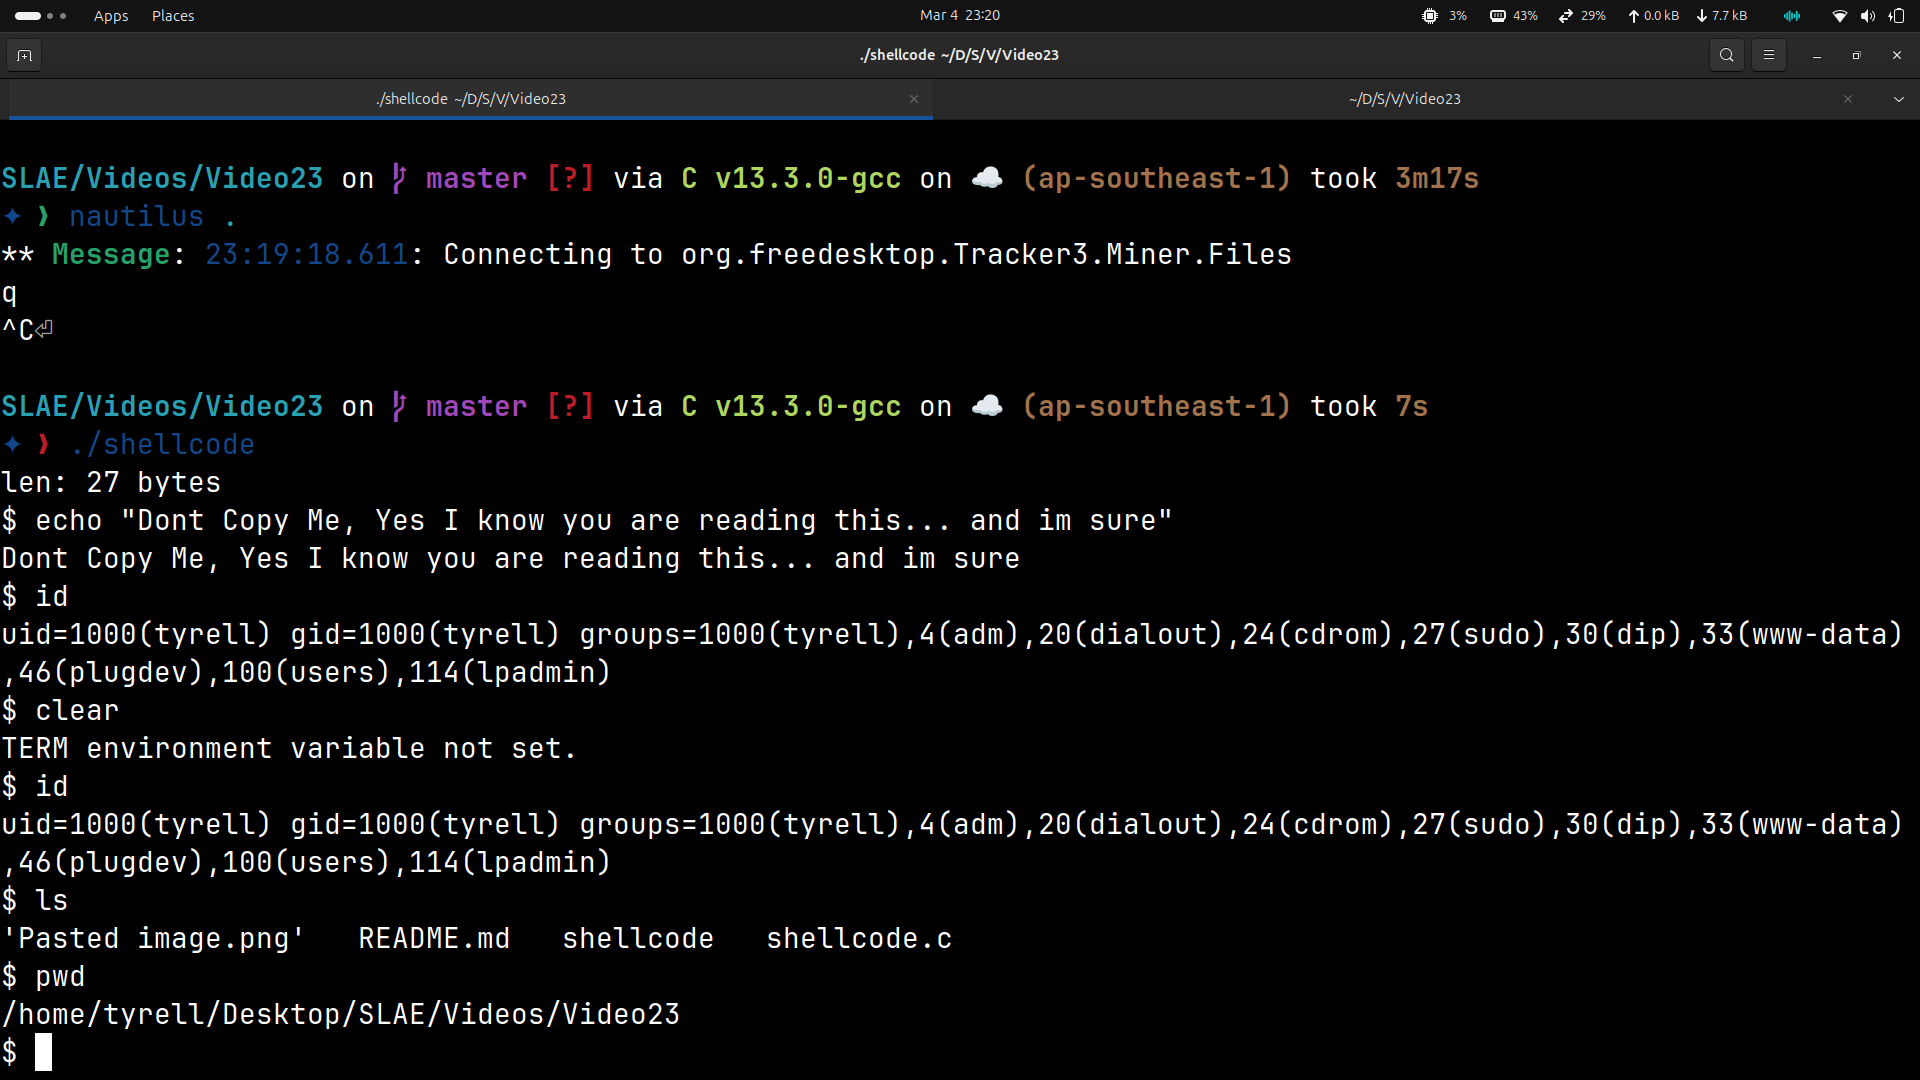 Apps Places Mar 4 23:20 3% 43% 29% 0.0 kB 7.7 kB
./shellcode ~/D/S/V/Video23
./shellcode ~/D/S/V/Video23 ~/D/S/V/Video23
SLAE/Videos/Video23 on master [?] via C v13.3.0-gcc on ☁️ (ap-southeast-1) took 3m17s
✦ ❯ nautilus .
** Message: 23:19:18.611: Connecting to org.freedesktop.Tracker3.Miner.Files
q
^C⏎
SLAE/Videos/Video23 on master [?] via C v13.3.0-gcc on ☁️ (ap-southeast-1) took 7s
✦ ❯ ./shellcode
len: 27 bytes
$ echo "Dont Copy Me, Yes I know you are reading this... and im sure"
Dont Copy Me, Yes I know you are reading this... and im sure
$ id
uid=1000(tyrell) gid=1000(tyrell) groups=1000(tyrell),4(adm),20(dialout),24(cdrom),27(sudo),30(dip),33(www-data)
,46(plugdev),100(users),114(lpadmin)
$ clear
TERM environment variable not set.
$ id
uid=1000(tyrell) gid=1000(tyrell) groups=1000(tyrell),4(adm),20(dialout),24(cdrom),27(sudo),30(dip),33(www-data)
,46(plugdev),100(users),114(lpadmin)
$ ls
'Pasted image.png' README.md shellcode shellcode.c
$ pwd
/home/tyrell/Desktop/SLAE/Videos/Video23
$